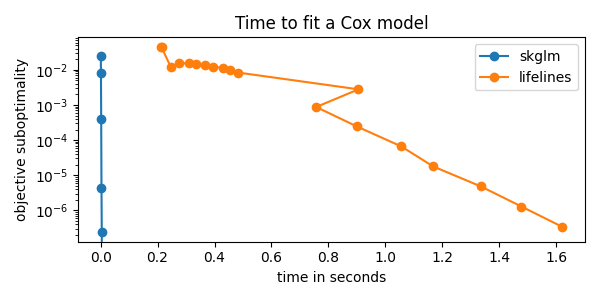 Time to fit a Cox model
skglm
lifelines
objective suboptimality
10⁻²
10⁻³
10⁻⁴
10⁻⁵
10⁻⁶
0.0 0.2 0.4 0.6 0.8 1.0 1.2 1.4 1.6
time in seconds